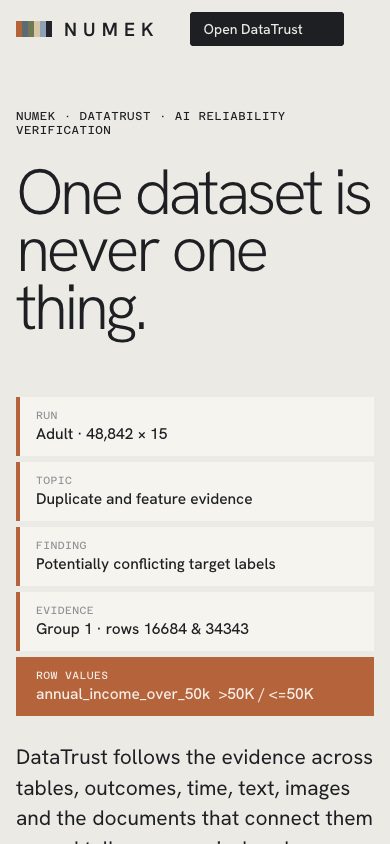 NUMEK
Open DataTrust
NUMEK · DATATRUST · AI RELIABILITY
VERIFICATION
One dataset is
never one
thing.
RUN
Adult · 48,842 × 15
TOPIC
Duplicate and feature evidence
FINDING
Potentially conflicting target labels
EVIDENCE
Group 1 · rows 16684 & 34343
ROW VALUES
annual_income_over_50k >50K / <=50K
DataTrust follows the evidence across
tables, outcomes, time, text, images
and the documents that connect them